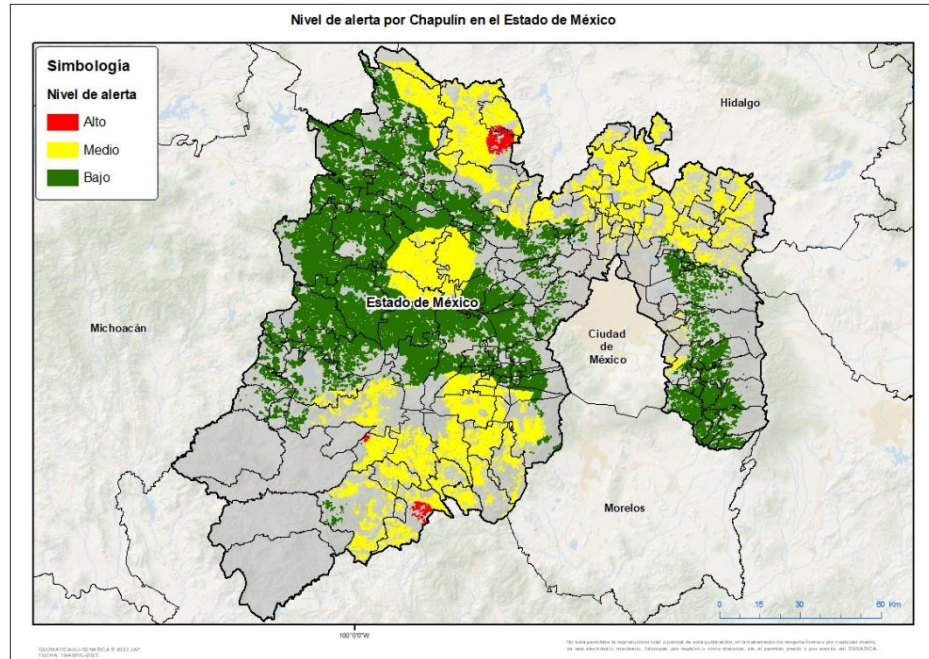 Nivel de alerta por Chapulín en el Estado de México
Simbología
Nivel de alerta
Alto
Medio
Bajo
Hidalgo
Estado de México
Michoacán
Ciudad
de
México
Morelos
0 15 30 60 Km
100°0'0"W